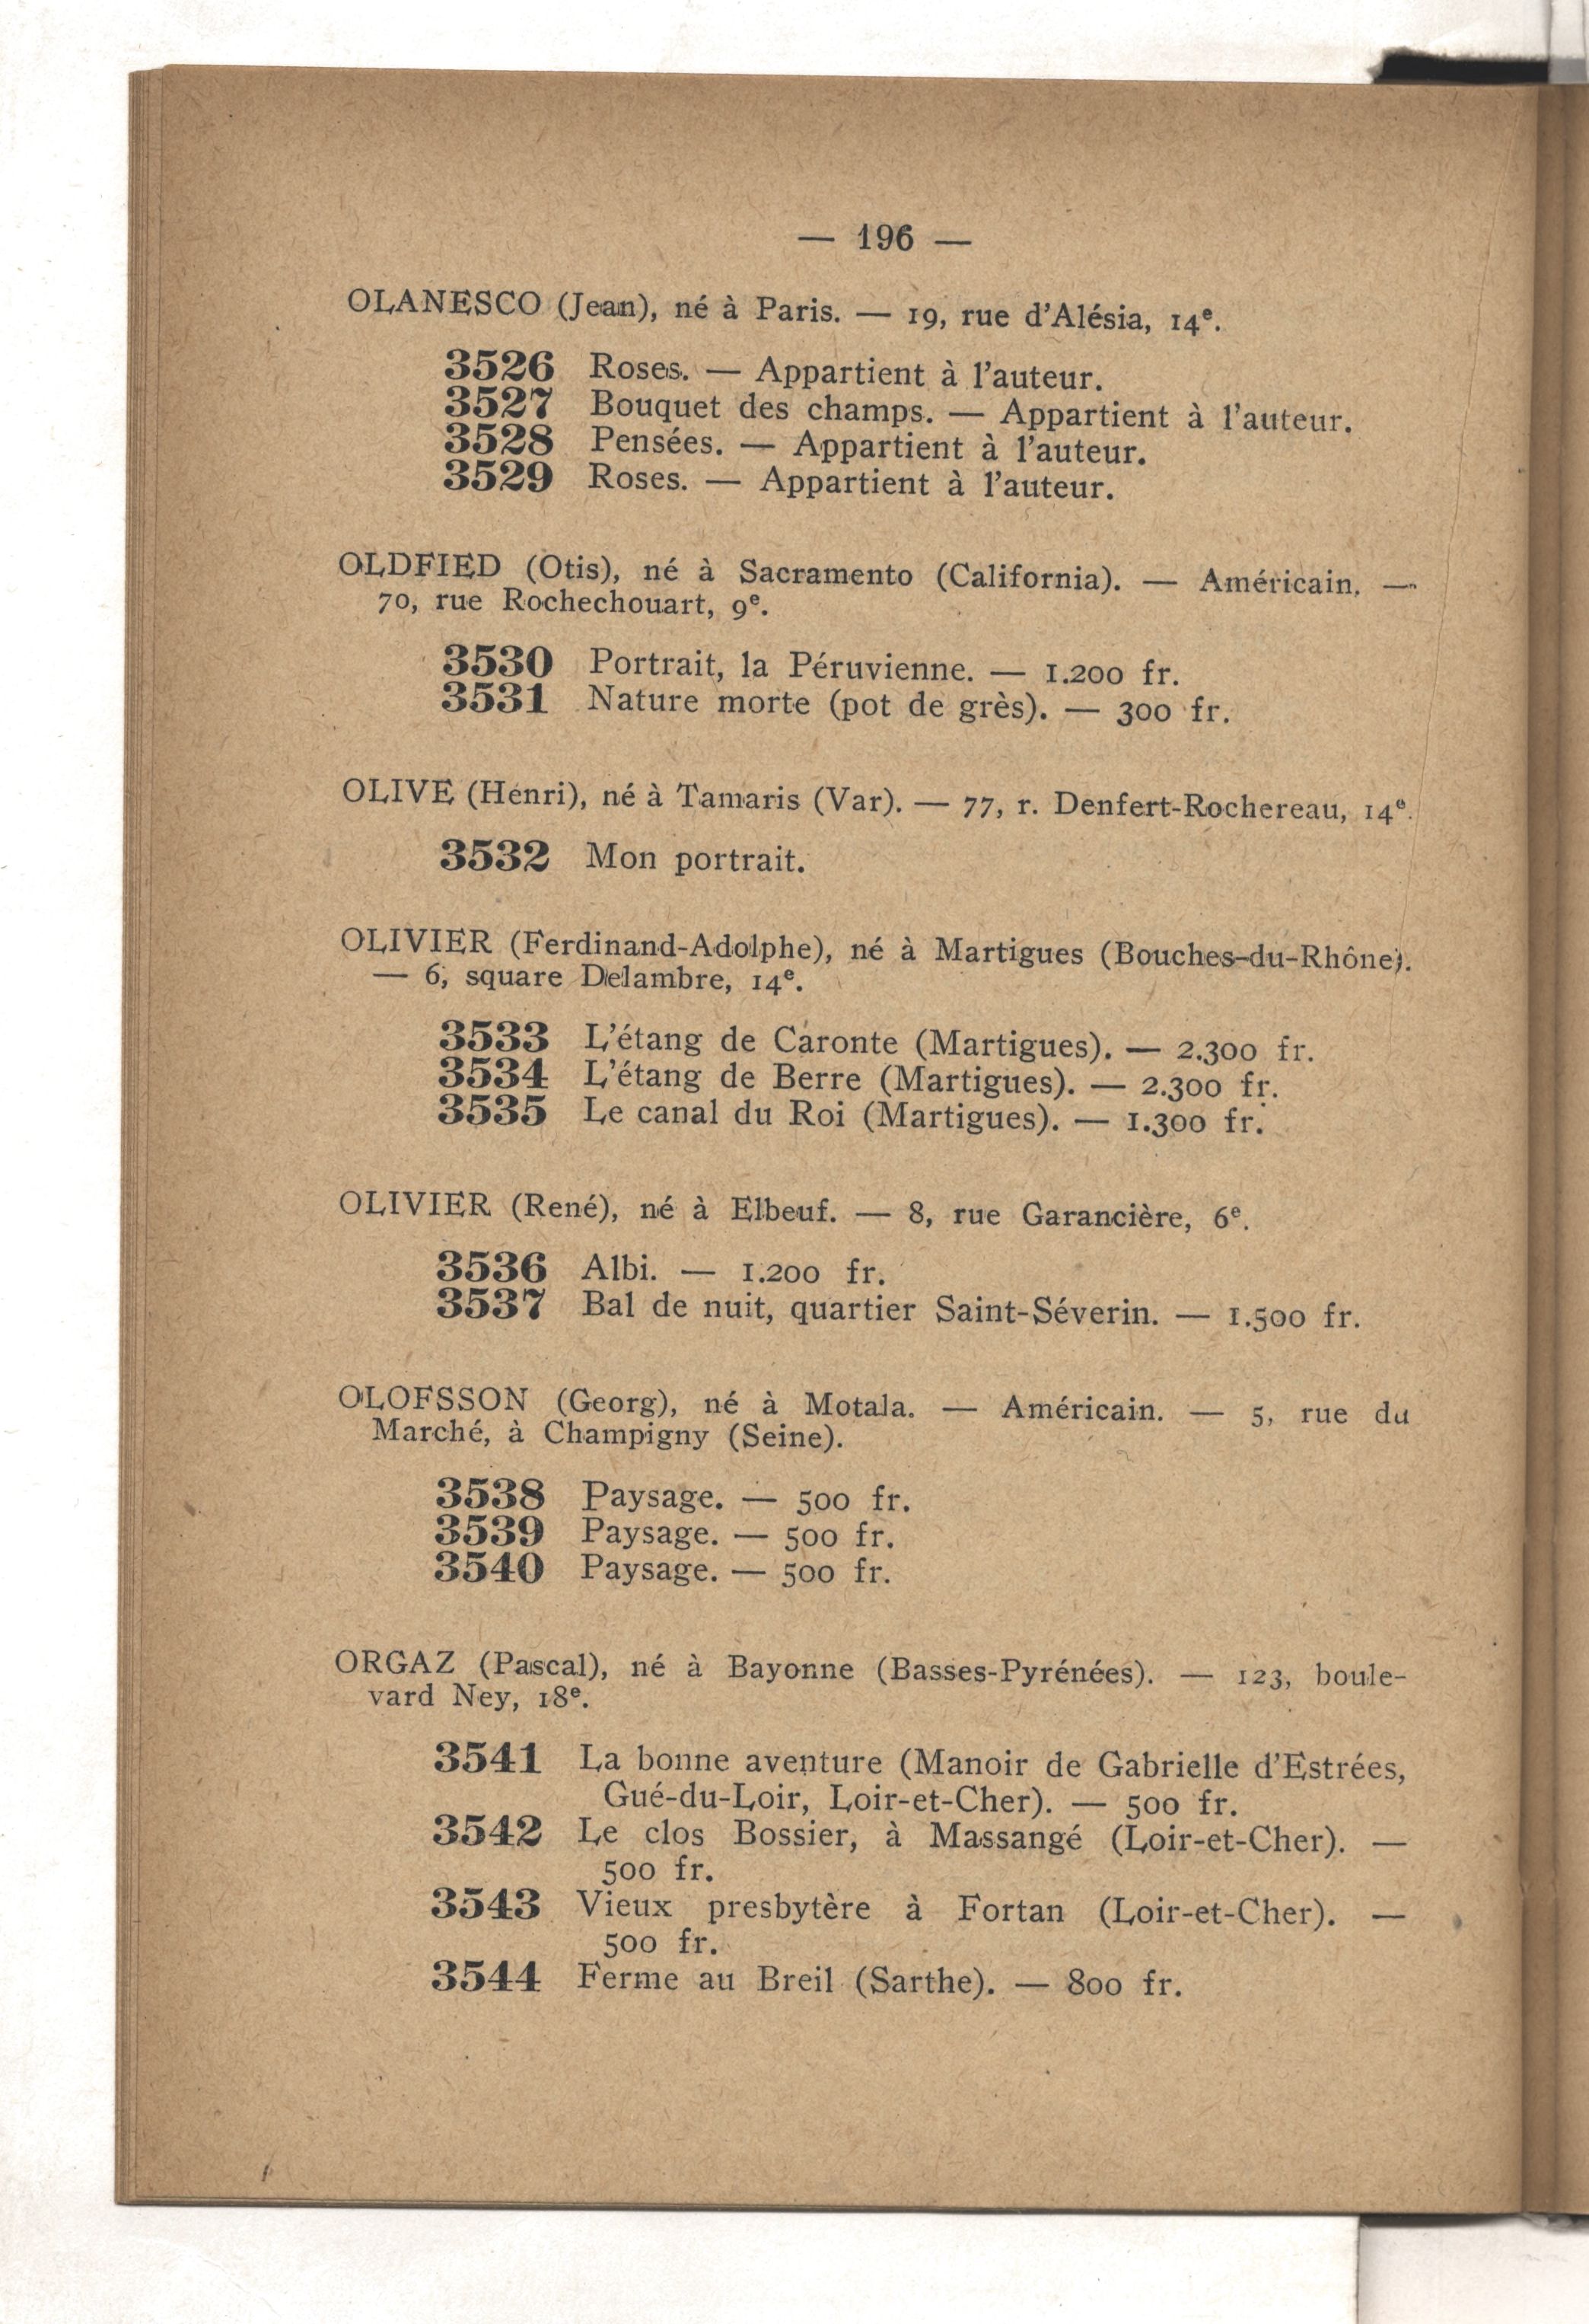 — 196 —
OLANESCO (Jean), né à Paris. — 19, rue d'Alésia, 14e.
3526 Roses. — Appartient à l'auteur.
3527 Bouquet des champs. — Appartient à l'auteur.
3528 Pensées. — Appartient à l'auteur.
3529 Roses. — Appartient à l'auteur.
OLDFIED (Otis), né à Sacramento (California). — Américain. —
70, rue Rochechouart, 9e.
3530 Portrait, la Péruvienne. — 1.200 fr.
3531 Nature morte (pot de grès). — 300 fr.
OLIVE (Henri), né à Tamaris (Var). — 77, r. Denfert-Rochereau, 14e.
3532 Mon portrait.
OLIVIER (Ferdinand-Adolphe), né à Martigues (Bouches-du-Rhône).
— 6, square Delambre, 14e.
3533 L'étang de Caronte (Martigues). — 2.300 fr.
3534 L'étang de Berre (Martigues). — 2.300 fr.
3535 Le canal du Roi (Martigues). — 1.300 fr.
OLIVIER (René), né à Elbeuf. — 8, rue Garancière, 6e.
3536 Albi. — 1.200 fr.
3537 Bal de nuit, quartier Saint-Séverin. — 1.500 fr.
OLOFSSON (Georg), né à Motala. — Américain. — 5, rue du
Marché, à Champigny (Seine).
3538 Paysage. — 500 fr.
3539 Paysage. — 500 fr.
3540 Paysage. — 500 fr.
ORGAZ (Pascal), né à Bayonne (Basses-Pyrénées). — 123, boule-
vard Ney, 18e.
3541 La bonne aventure (Manoir de Gabrielle d'Estrées,
Gué-du-Loir, Loir-et-Cher). — 500 fr.
3542 Le clos Bossier, à Massangé (Loir-et-Cher). —
500 fr.
3543 Vieux presbytère à Fortan (Loir-et-Cher). —
500 fr.
3544 Ferme au Breil (Sarthe). — 800 fr.